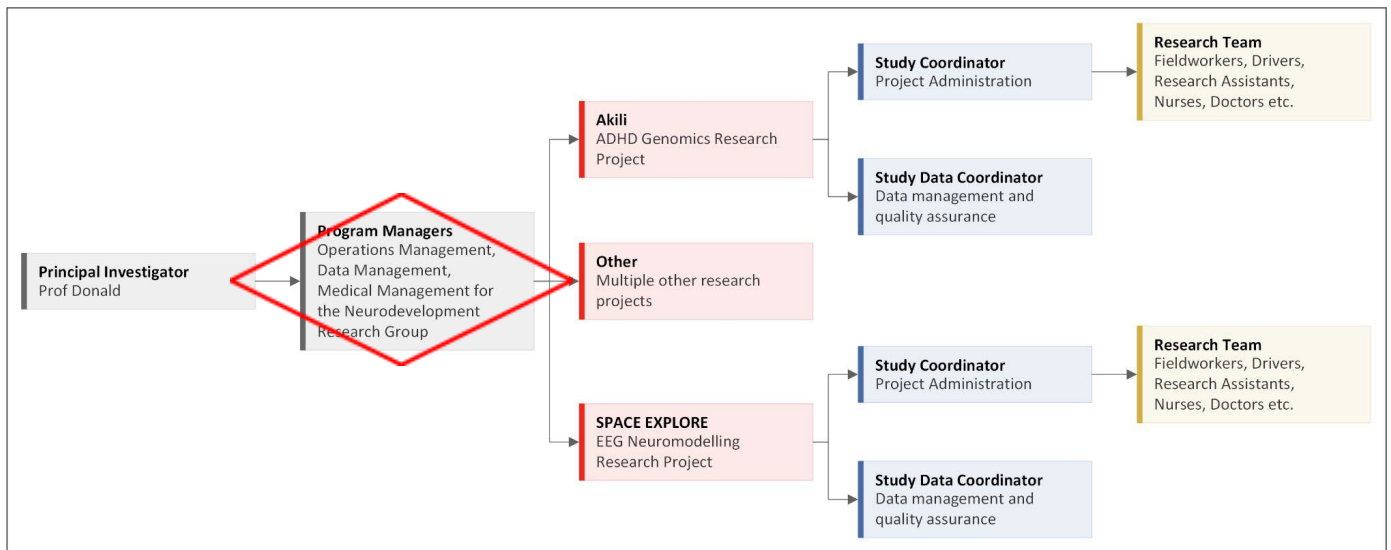 Principal Investigator
Prof Donald
Program Managers
Operations Management,
Data Management,
Medical Management for
the Neurodevelopment
Research Group
Akili
ADHD Genomics Research
Project
Other
Multiple other research
projects
SPACE EXPLORE
EEG Neuromodelling
Research Project
Study Coordinator
Project Administration
Study Data Coordinator
Data management and
quality assurance
Study Coordinator
Project Administration
Study Data Coordinator
Data management and
quality assurance
Research Team
Fieldworkers, Drivers,
Research Assistants,
Nurses, Doctors etc.
Research Team
Fieldworkers, Drivers,
Research Assistants,
Nurses, Doctors etc.